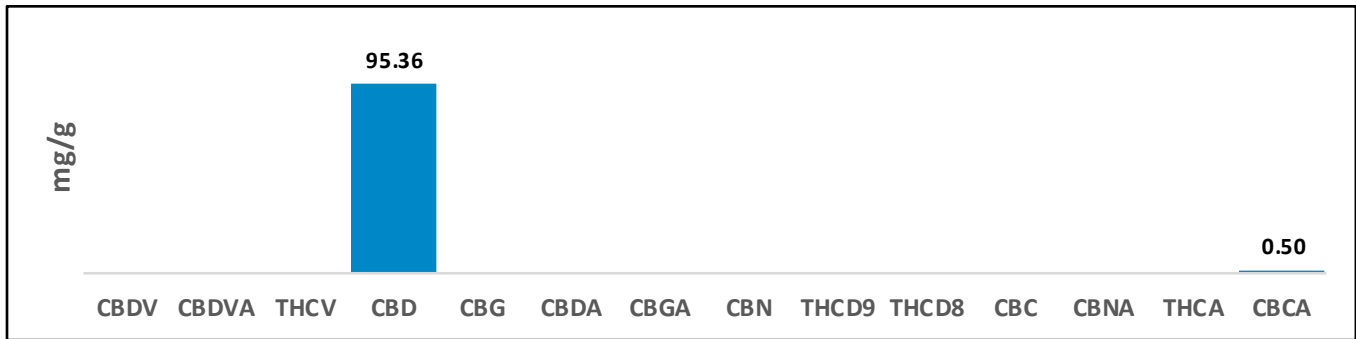 95.36
mg/g
0.50
CBDV CBDVA THCV CBD CBG CBDA CBGA CBN THCD9 THCD8 CBC CBNA THCA CBCA